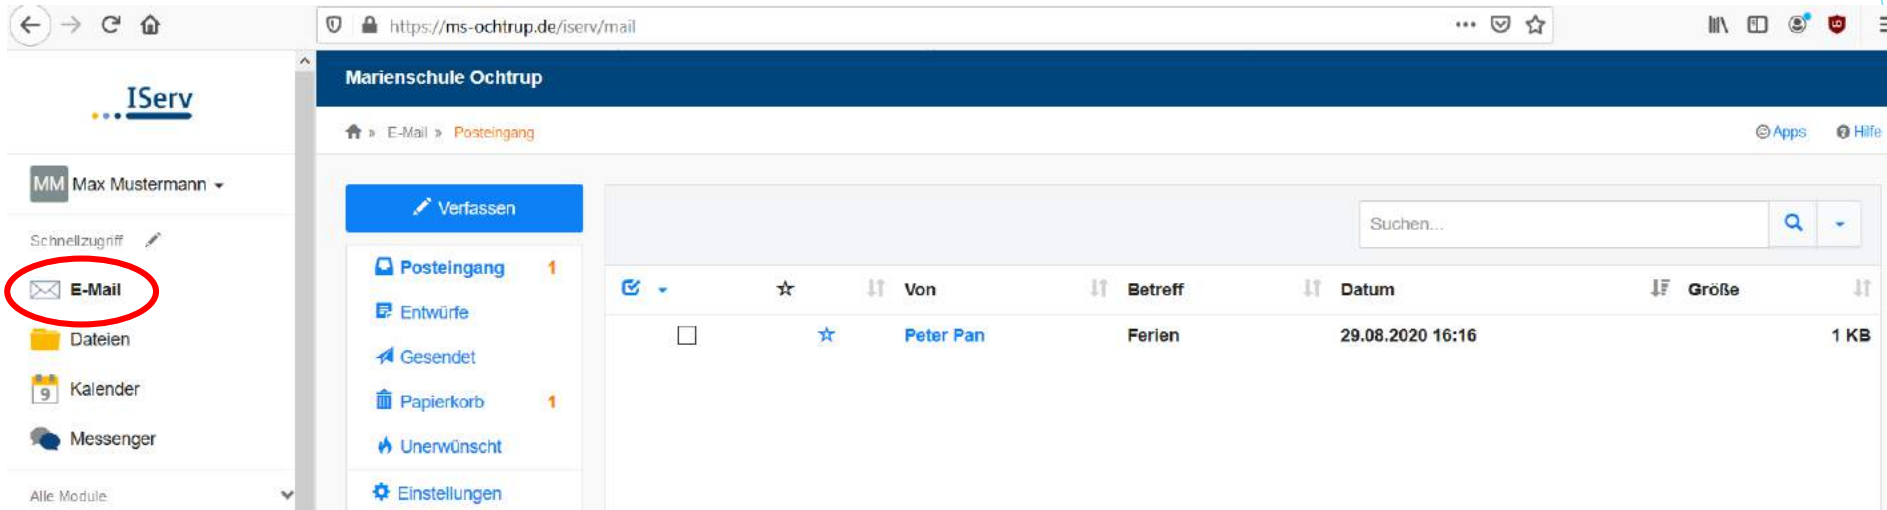 https://ms-ochtrup.de/iserv/mail
IServ
Marienschule Ochtrup
» E-Mail » Posteingang
Apps
Hilfe
MM Max Mustermann
Schnellzugriff
E-Mail
Dateien
9 Kalender
Messenger
Alle Module
Verfassen
Posteingang 1
Entwürfe
Gesendet
Papierkorb 1
Unerwünscht
Einstellungen
Suchen...
Von Betreff Datum Größe
Peter Pan Ferien 29.08.2020 16:16 1 KB